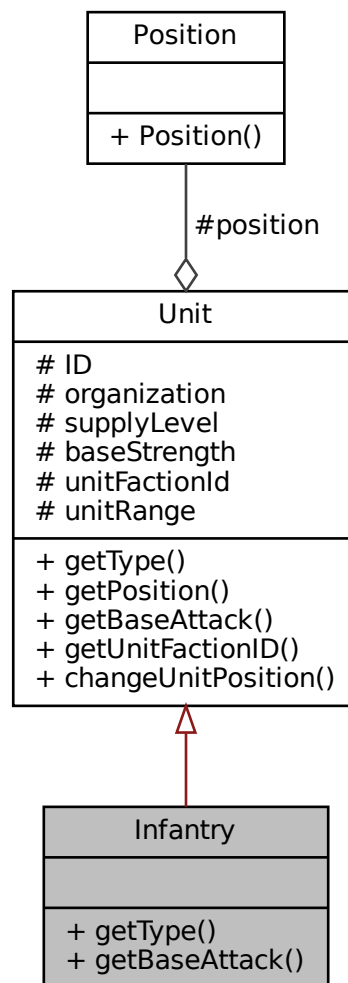 Position
+ Position()
#position
Unit
# ID
# organization
# supplyLevel
# baseStrength
# unitFactionId
# unitRange
+ getType()
+ getPosition()
+ getBaseAttack()
+ getUnitFactionID()
+ changeUnitPosition()
Infantry
+ getType()
+ getBaseAttack()